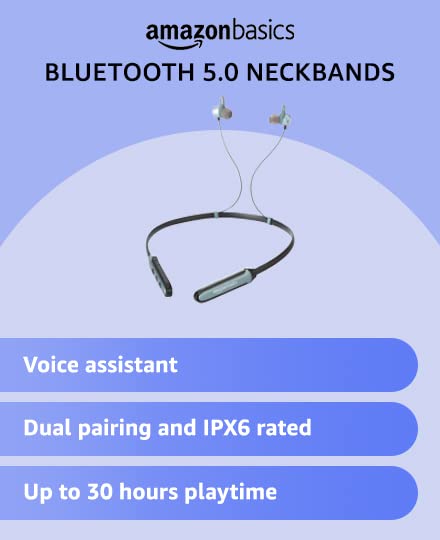 amazonbasics
BLUETOOTH 5.0 NECKBANDS
Voice assistant
Dual pairing and IPX6 rated
Up to 30 hours playtime